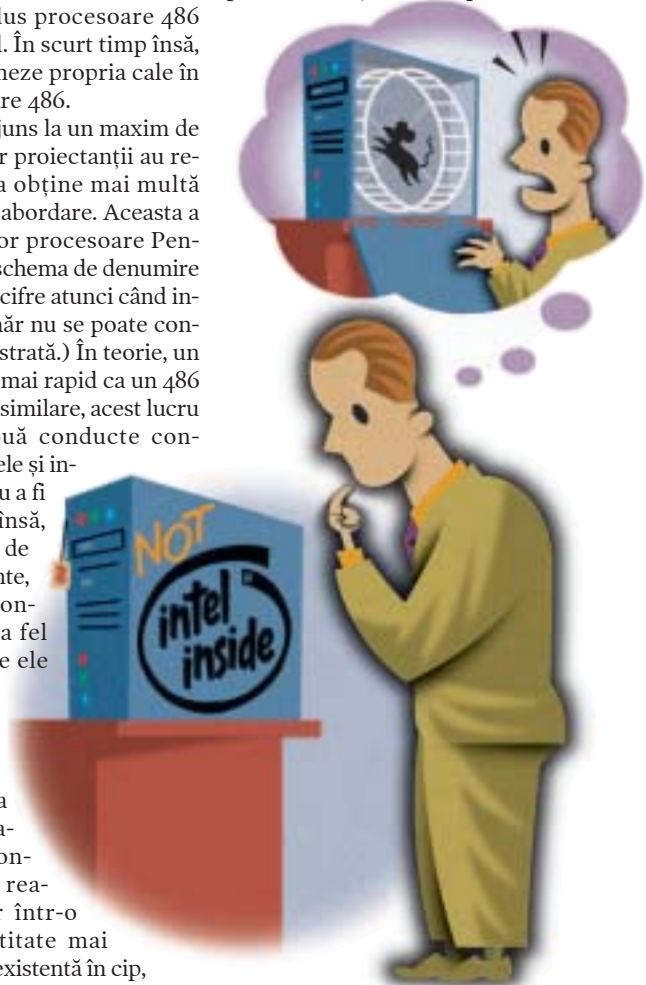 lus procesoare 486
. În scurt timp însă,
neze propria cale în
re 486.
juns la un maxim de
r proiectanții au re-
a obține mai multă
abordare. Aceasta a
or procesoare Pen-
schema de denumire
cifre atunci când in-
năr nu se poate con-
strată.) În teorie, un
mai rapid ca un 486
similare, acest lucru
uă conducte con-
ele și in-
u a fi
însă,
de
nte,
on-
a fel
e ele
NOT
intel
inside
a
a-
on-
rea-
r într-o
titate mai
existentă în cip,